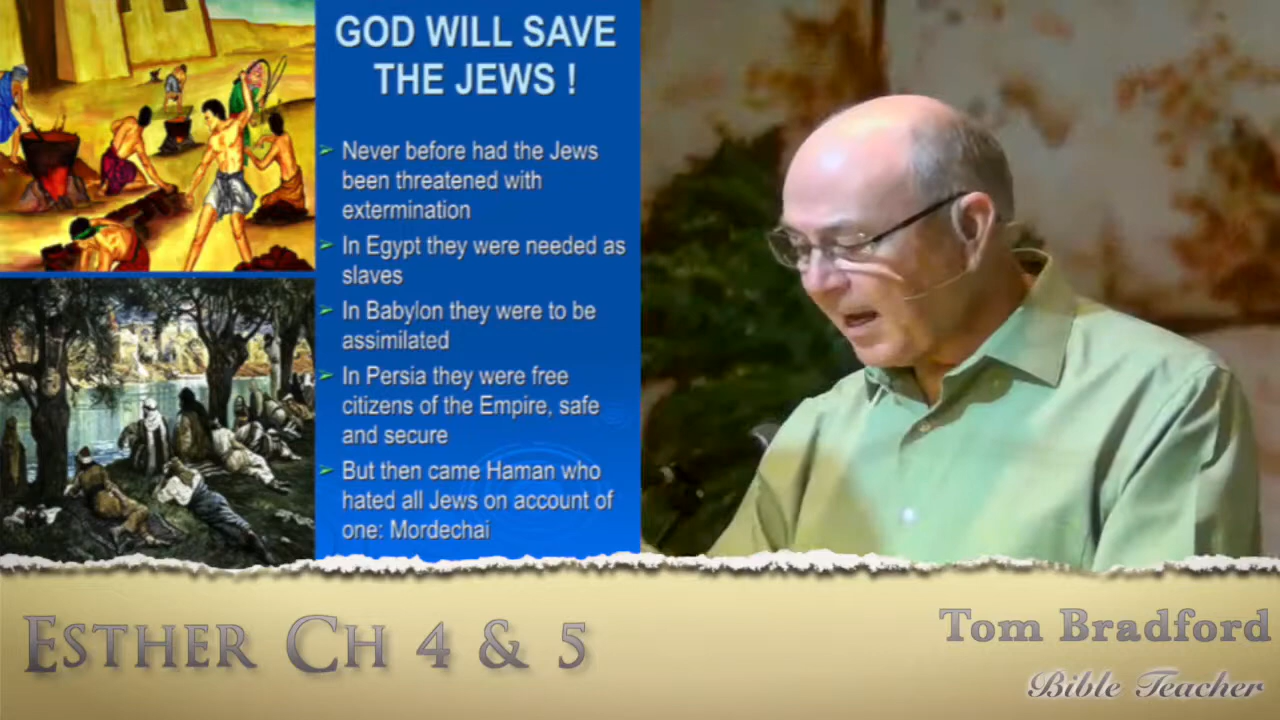 GOD WILL SAVE
THE JEWS !
➢ Never before had the Jews
been threatened with
extermination
➢ In Egypt they were needed as
slaves
➢ In Babylon they were to be
assimilated
➢ In Persia they were free
citizens of the Empire, safe
and secure
➢ But then came Haman who
hated all Jews on account of
one: Mordechai
ESTHER CH 4 & 5
Tom Bradford
Bible Teacher